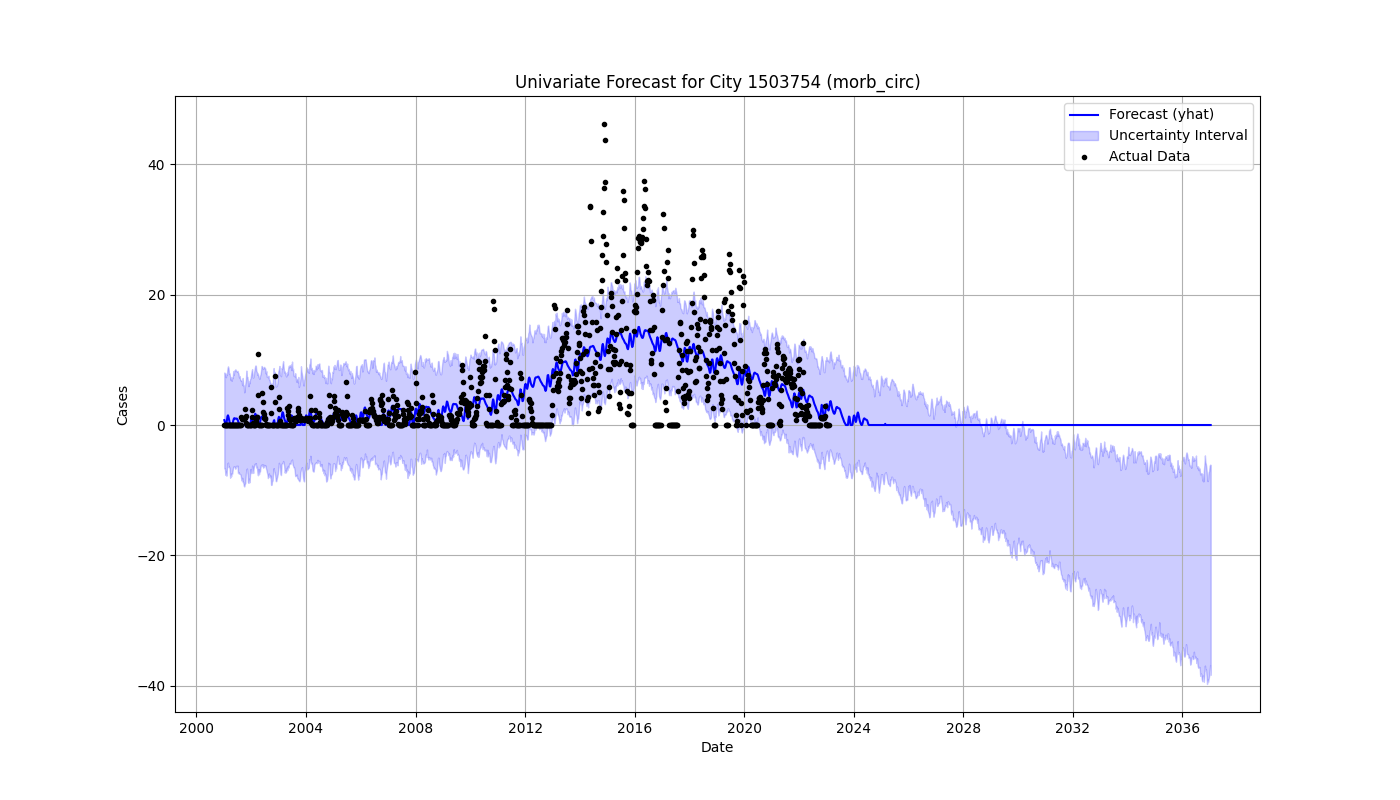 Univariate Forecast for City 1503754 (morb_circ)
Forecast (yhat)
Uncertainty Interval
Actual Data
Cases
40
20
0
−20
−40
2000 2004 2008 2012 2016 2020 2024 2028 2032 2036
Date